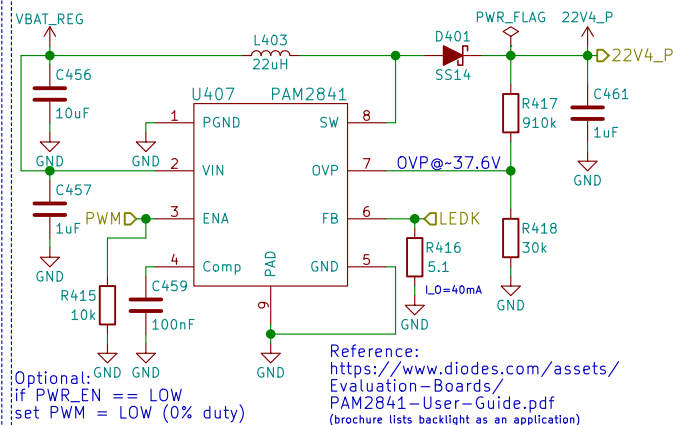 VBAT_REG
PWR_FLAG
22V4_P
L403
22uH
D401
SS14
22V4_P
C456
10uF
GND
U407
PAM2841
R417
910k
C461
1uF
GND
1
PGND
SW
8
GND
2
VIN
OVP
7
OVP@~37.6V
C457
1uF
GND
PWM
3
ENA
FB
6
LEDK
R418
30k
GND
R416
5.1
I_O=40mA
GND
4
Comp
PAD
GND
5
9
R415
10k
GND
C459
100nF
GND
GND
Optional:
if PWR_EN == LOW
set PWM = LOW (0% duty)
Reference:
https://www.diodes.com/assets/
Evaluation-Boards/
PAM2841-User-Guide.pdf
(brochure lists backlight as an application)